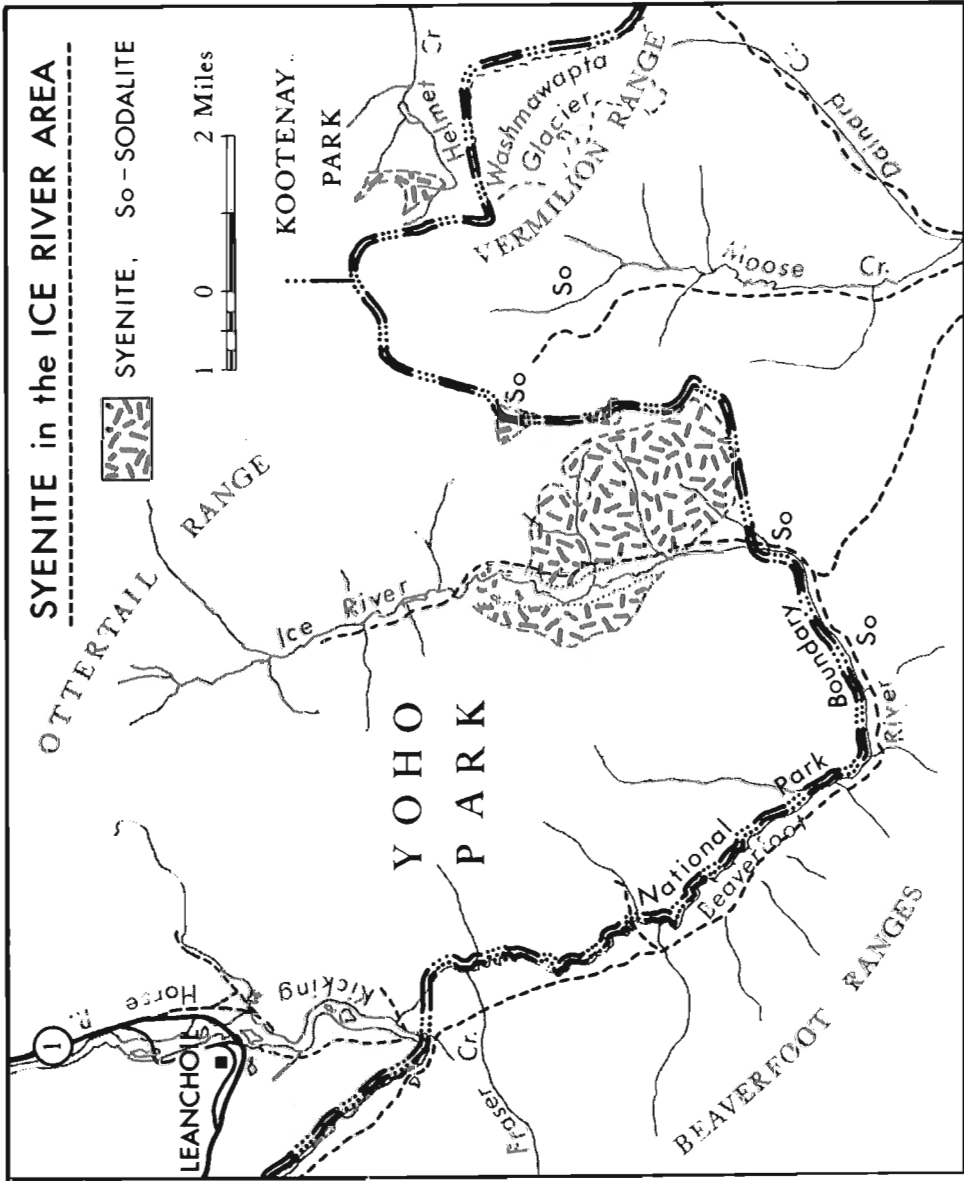 SYENITE in the ICE RIVER AREA
SYENITE, So-SODALITE
1 0 2 Miles
OTTERTAIL
RANGE
KOOTENAY
PARK
Helmet Cr
Washmawapta
Glacier
VERMILION RANGE
Ice River
YOHO
PARK
So
So
So
So
Moose Cr.
Dainard Cr.
1
LEANCHOIL
Kicking Horse R.
National Park Boundary
Beaverfoot River
Fraser Cr.
BEAVERFOOT RANGES